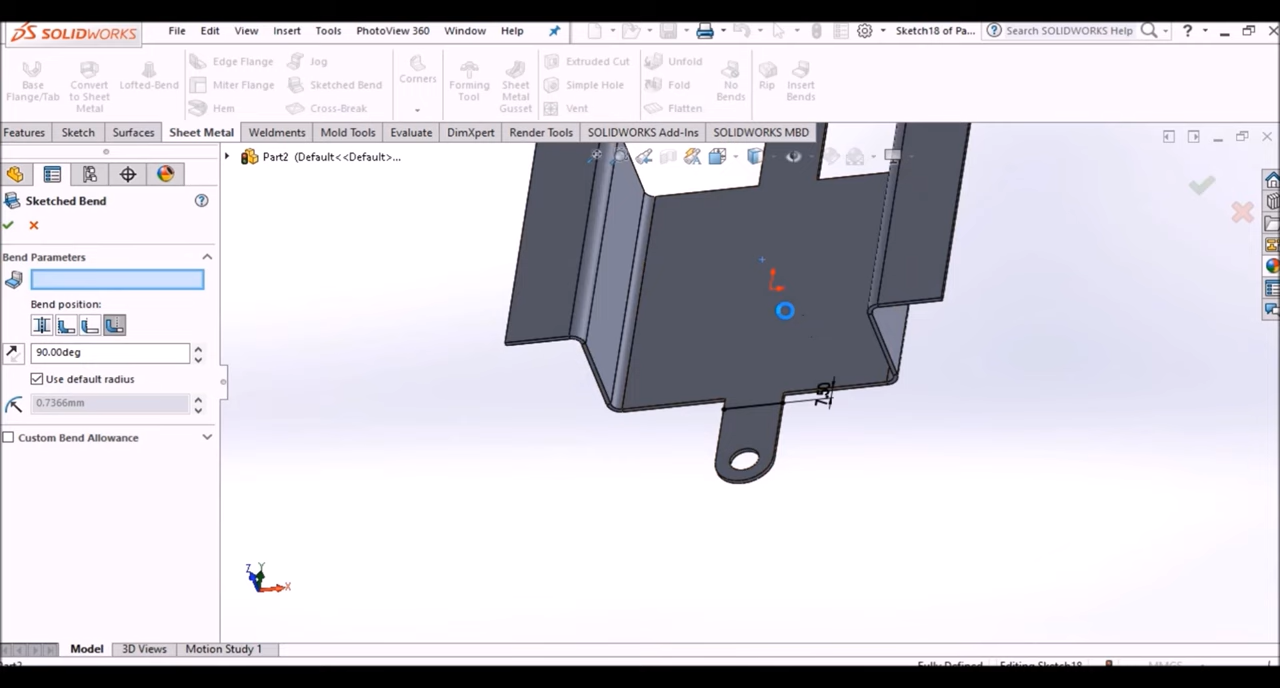 SOLIDWORKS File Edit View Insert Tools PhotoView 360 Window Help Sketch18 of Pa... Search SOLIDWORKS Help ?
Base Flange/Tab
Convert to Sheet Metal
Lofted-Bend
Edge Flange
Miter Flange
Hem
Jog
Sketched Bend
Cross-Break
Corners
Forming Tool
Sheet Metal Gusset
Extruded Cut
Simple Hole
Vent
Unfold
Fold
Flatten
No Bends
Rip
Insert Bends
Features Sketch Surfaces Sheet Metal Weldments Mold Tools Evaluate DimXpert Render Tools SOLIDWORKS Add-Ins SOLIDWORKS MBD
Part2 (Default<<Default>...
Sketched Bend
Bend Parameters
Bend position:
90.00deg
Use default radius
0.7366mm
Custom Bend Allowance
7.50
Z Y X
Model 3D Views Motion Study 1
Fully Defined Editing Sketch18 MMGS